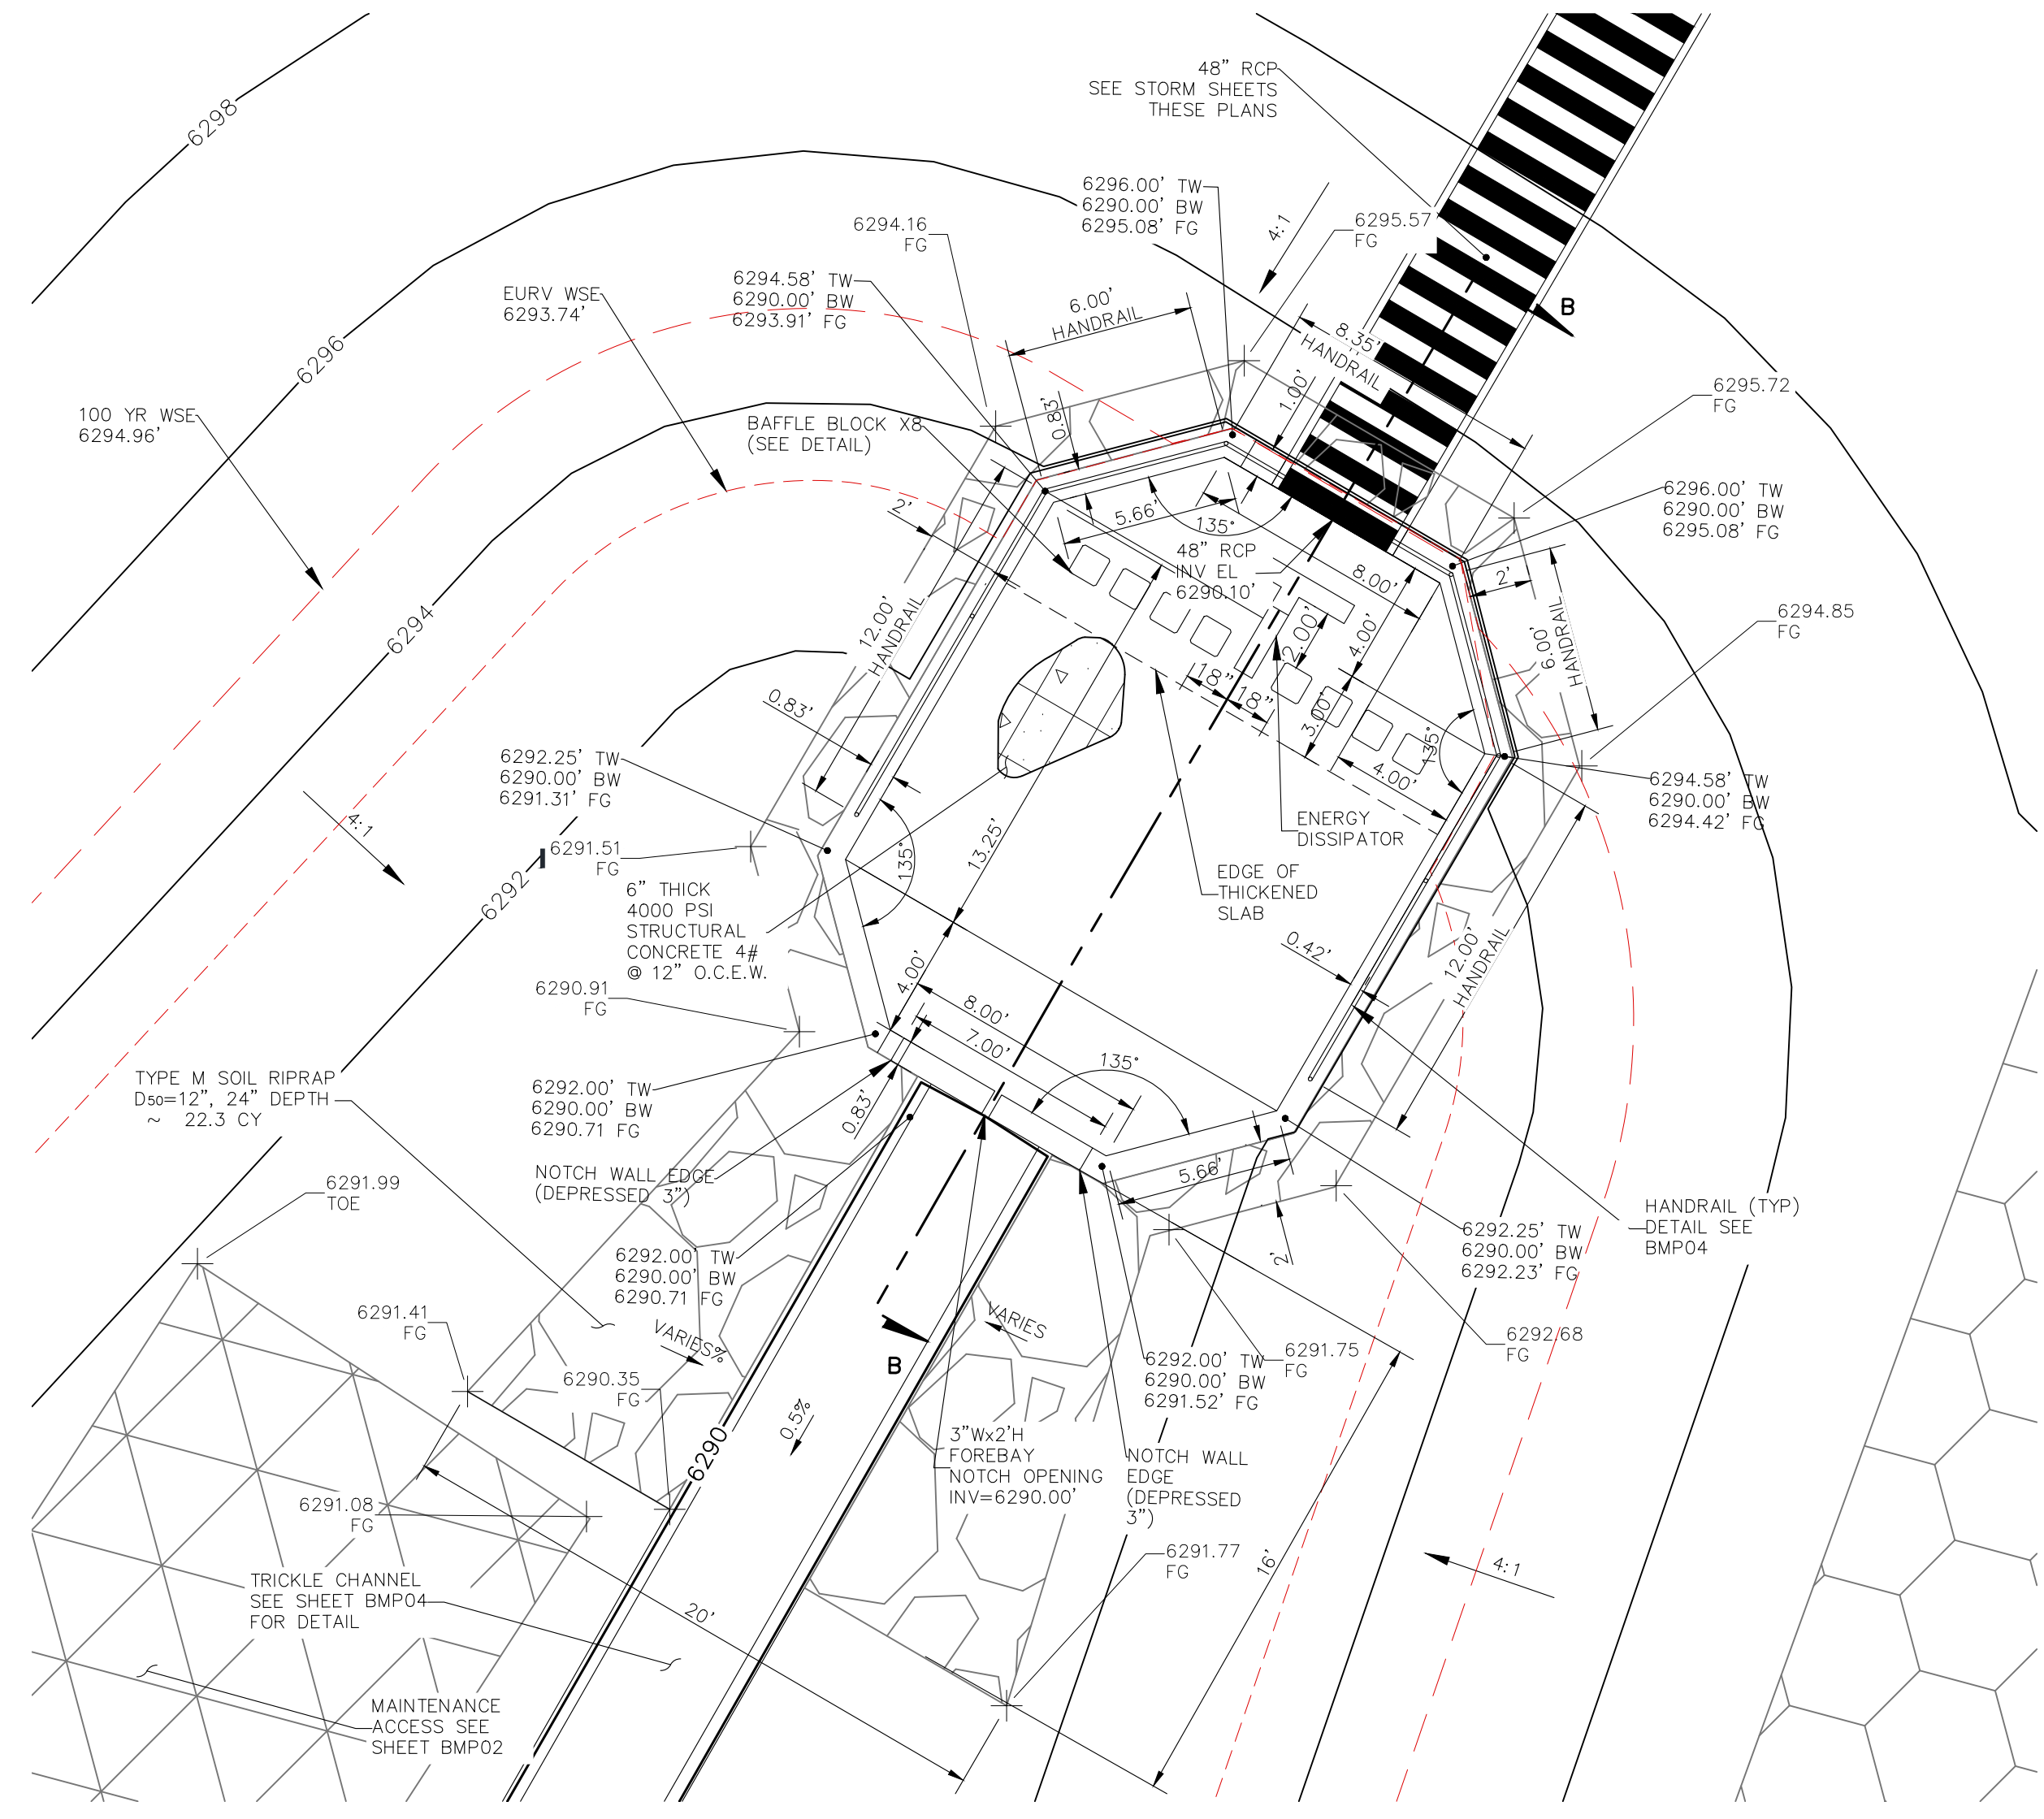 6298
48” RCP
SEE STORM SHEETS
THESE PLANS
6296.00' TW
6290.00' BW
6295.08' FG
4:1
6295.57
FG
6294.16
FG
6294.58' TW
6290.00' BW
6293.91' FG
EURV WSE
6293.74'
6.00'
HANDRAIL
B
8.35'
HANDRAIL
1.00'
6296
100 YR WSE
6294.96'
BAFFLE BLOCK X8
(SEE DETAIL)
0.83'
6295.72
FG
6296.00' TW
6290.00' BW
6295.08' FG
2'
5.66'
135°
48” RCP
INV EL
6290.10'
8.00'
2'
6.00'
HANDRAIL
6294.85
FG
6294
12.00'
HANDRAIL
2.00'
4.00'
18”
18”
3.00'
135°
4.00'
0.83'
6292.25' TW
6290.00' BW
6291.31' FG
6294.58' TW
6290.00' BW
6294.42' FG
4:1
6291.51
FG
135°
13.25'
ENERGY
DISSIPATOR
EDGE OF
THICKENED
SLAB
6292
6” THICK
4000 PSI
STRUCTURAL
CONCRETE 4#
@ 12” O.C.E.W.
0.42'
12.00'
HANDRAIL
4.00'
6290.91
FG
8.00'
7.00'
135°
TYPE M SOIL RIPRAP
D50=12”, 24” DEPTH
~ 22.3 CY
6292.00' TW
6290.00' BW
6290.71 FG
0.83'
NOTCH WALL EDGE
(DEPRESSED 3”)
5.66'
6291.99
TOE
HANDRAIL (TYP)
DETAIL SEE
BMP04
6292.25' TW
6290.00' BW
6292.23' FG
2'
6292.00' TW
6290.00' BW
6290.71 FG
6291.41
FG
VARIES%
VARIES
6290.35
FG
B
6292.00' TW
6290.00' BW
6291.52' FG
6291.75
FG
6292.68
FG
0.5%
6290
3”Wx2'H
FOREBAY
NOTCH OPENING
INV=6290.00'
NOTCH WALL
EDGE
(DEPRESSED
3”)
6291.08
FG
6291.77
FG
16'
4:1
TRICKLE CHANNEL
SEE SHEET BMP04
FOR DETAIL
20'
MAINTENANCE
ACCESS SEE
SHEET BMP02